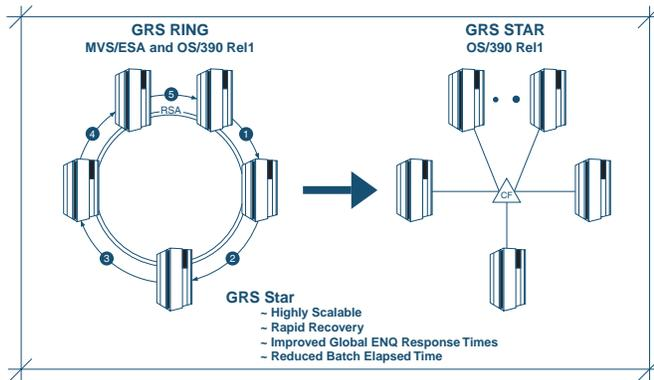 GRS RING
MVS/ESA and OS/390 Rel1
GRS STAR
OS/390 Rel1
5
RSA
4
1
CF
3
2
GRS Star
~ Highly Scalable
~ Rapid Recovery
~ Improved Global ENQ Response Times
~ Reduced Batch Elapsed Time